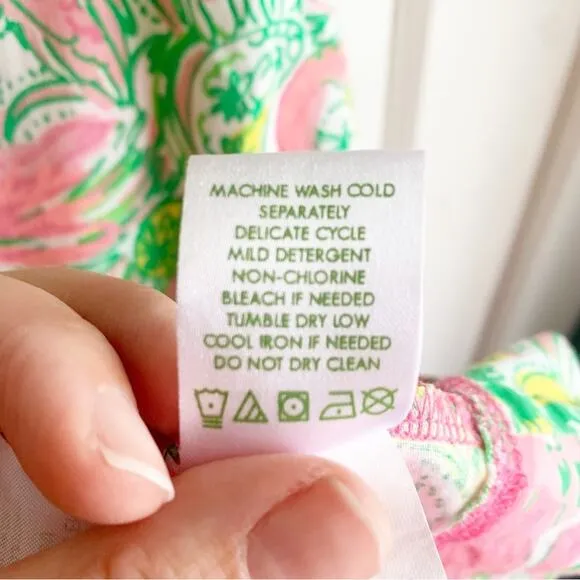 MACHINE WASH COLD
SEPARATELY
DELICATE CYCLE
MILD DETERGENT
NON-CHLORINE
BLEACH IF NEEDED
TUMBLE DRY LOW
COOL IRON IF NEEDED
DO NOT DRY CLEAN